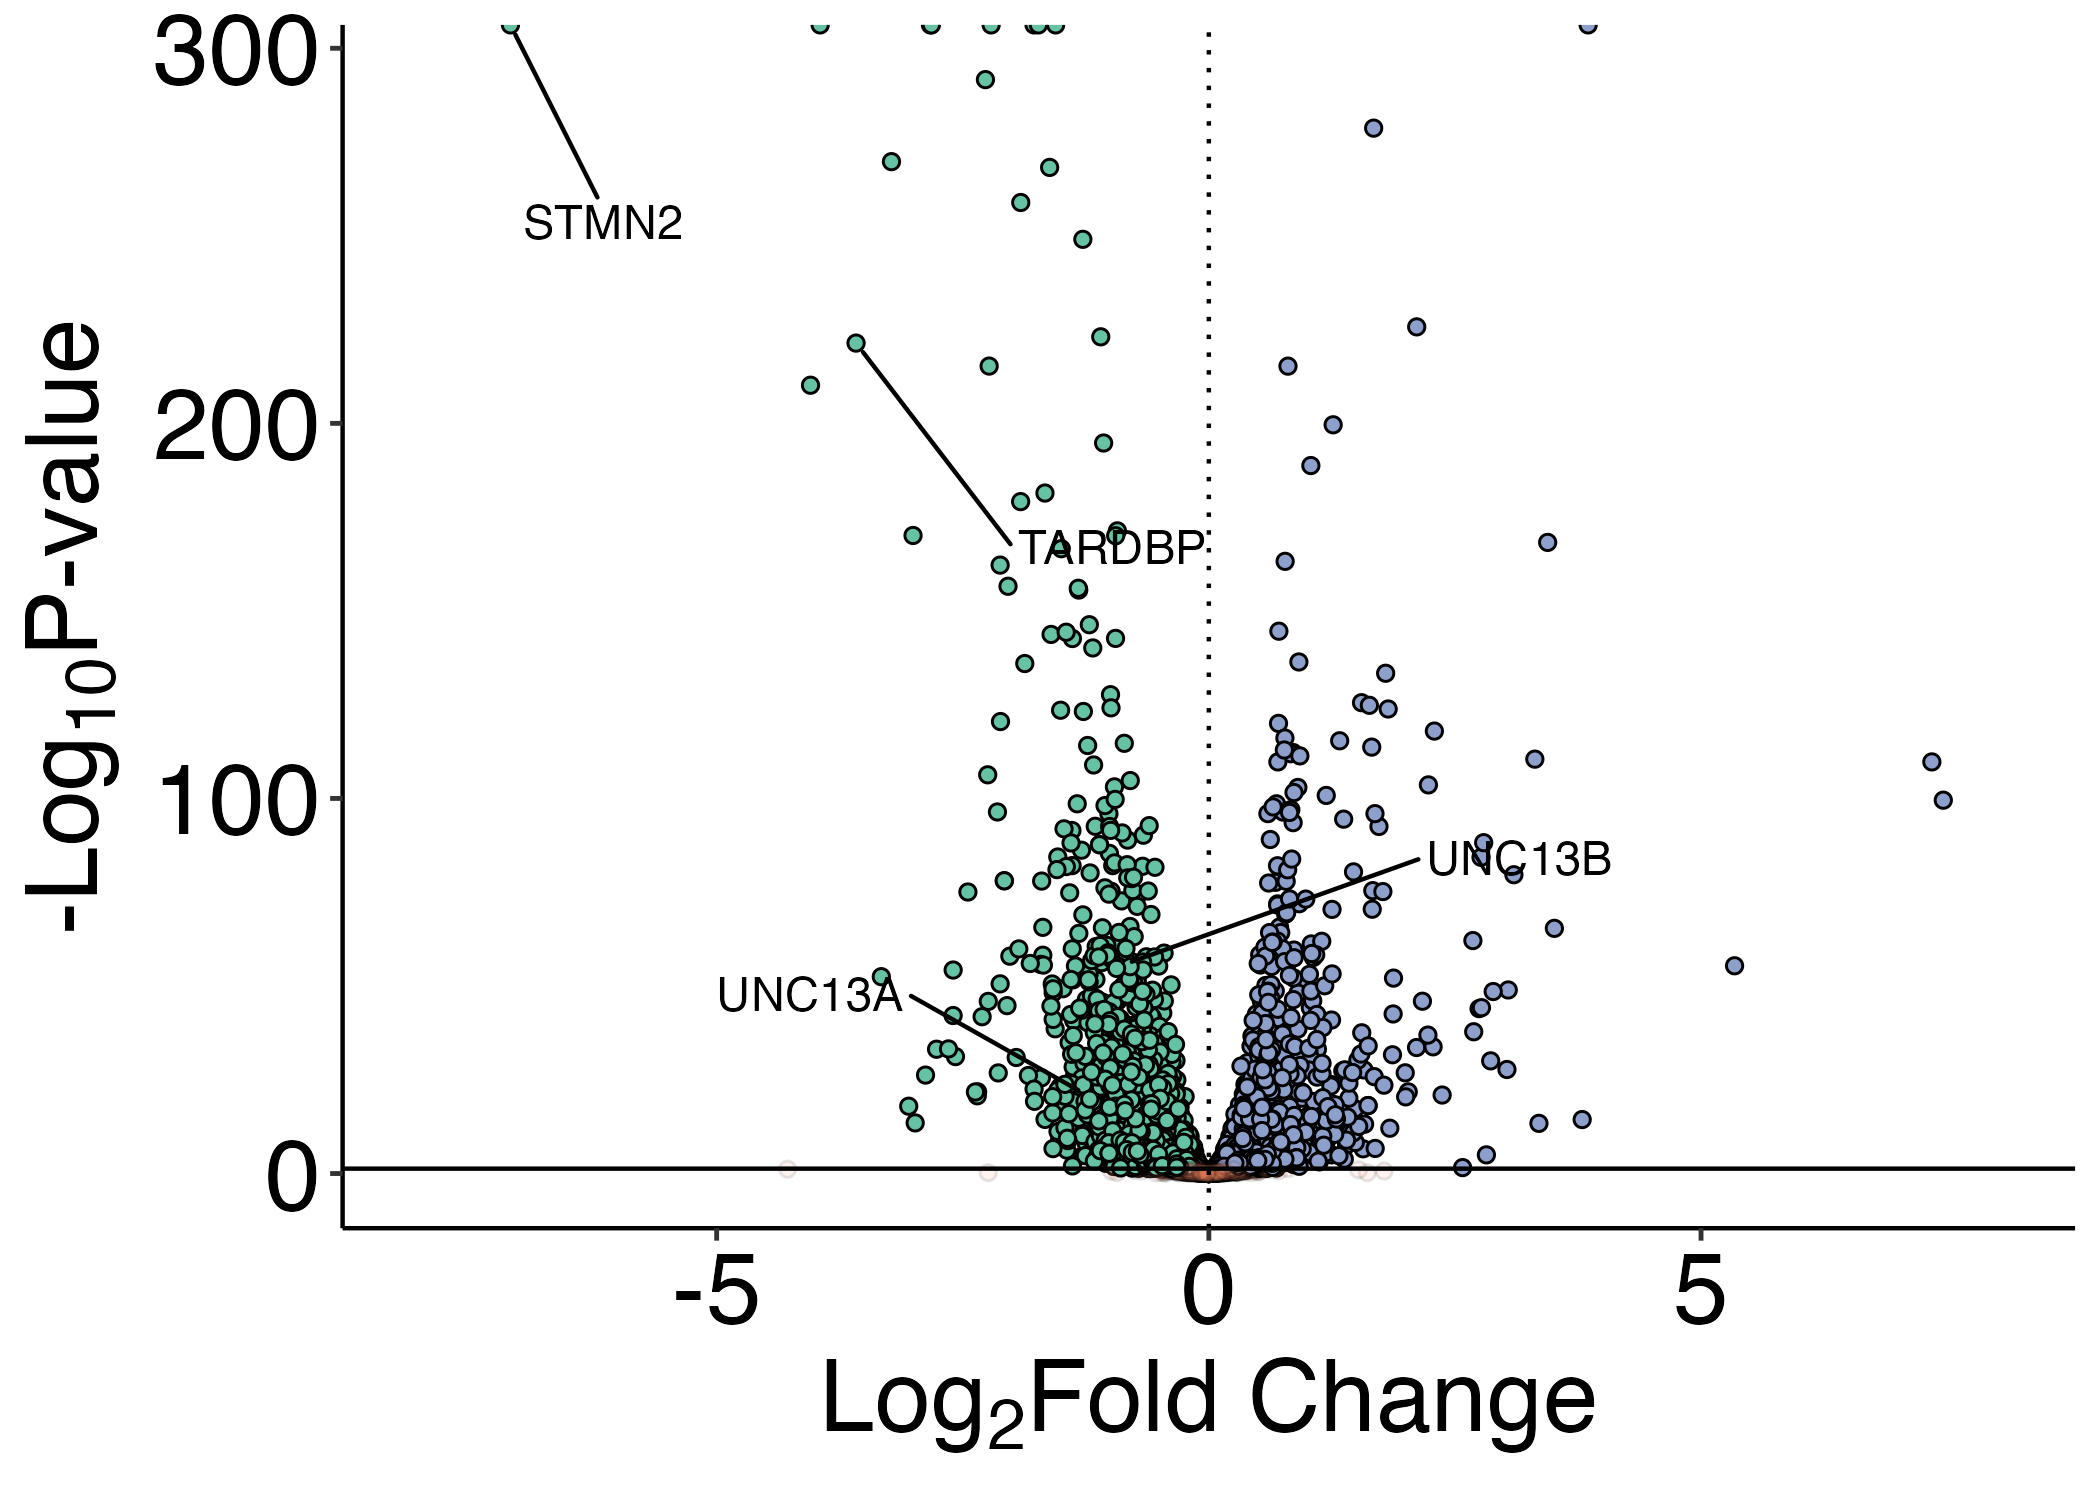 300
200
100
0
-Log10P-value
STMN2
TARDBP
UNC13B
UNC13A
-5
0
5
Log2Fold Change